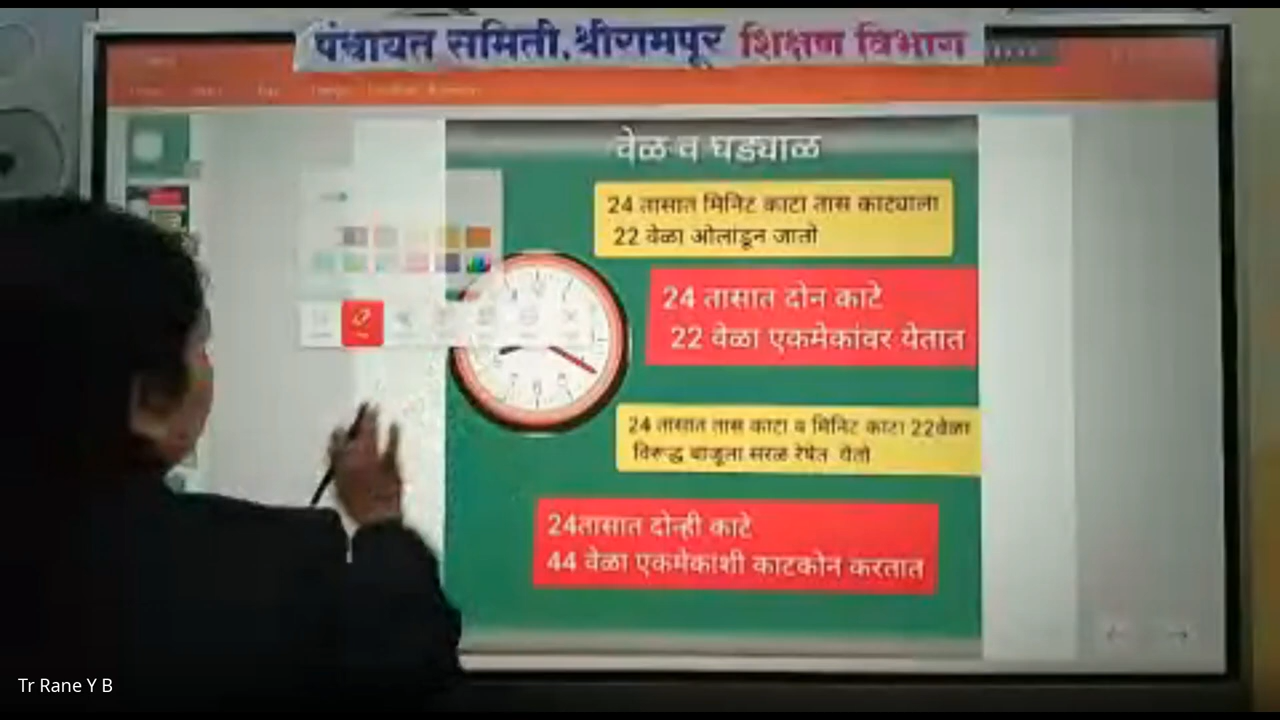 पंचायत समिती,श्रीरामपूर शिक्षण विभाग
वेळ व घड्याळ
24 तासात मिनिट काटा तास काट्याला
22 वेळा ओलांडून जातो
24 तासात दोन काटे
22 वेळा एकमेकांवर येतात
24 तासात तास काटा व मिनिट काटा 22वेळा
विरूद्ध बाजूला सरळ रेषेत येतो
24तासात दोन्ही काटे
44 वेळा एकमेकांशी काटकोन करतात
Tr Rane Y B